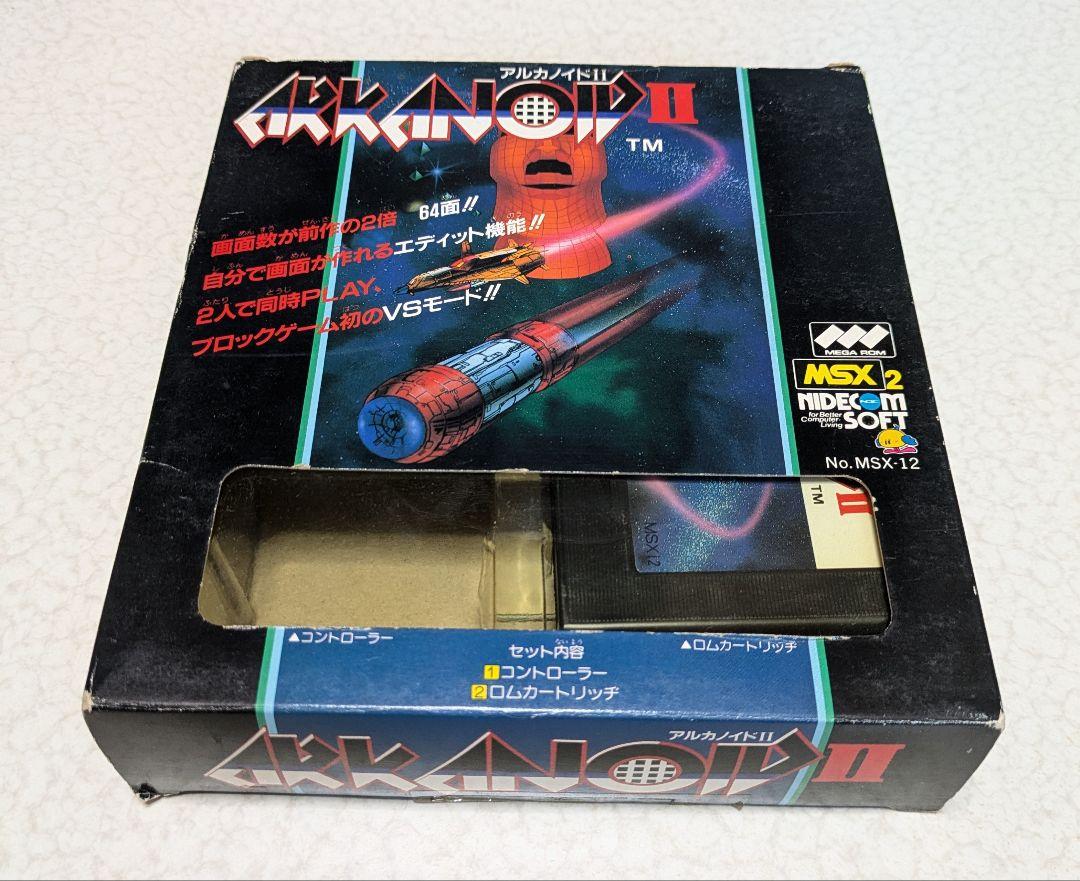 アルカノイドII
ARKANOID II
TM
画面数が前作の2倍 64面!!
自分で画面が作れるエディット機能!!
2人で同時PLAY、
ブロックゲーム初のVSモード!!
MEGA ROM
MSX 2
NIDECOM
for Better
Computer
Living
SOFT
No.MSX-12
II
TM
MSX12
▲コントローラー
▲ロムカートリッヂ
セット内容
1 コントローラー
2 ロムカートリッヂ
アルカノイドII
ARKANOID II